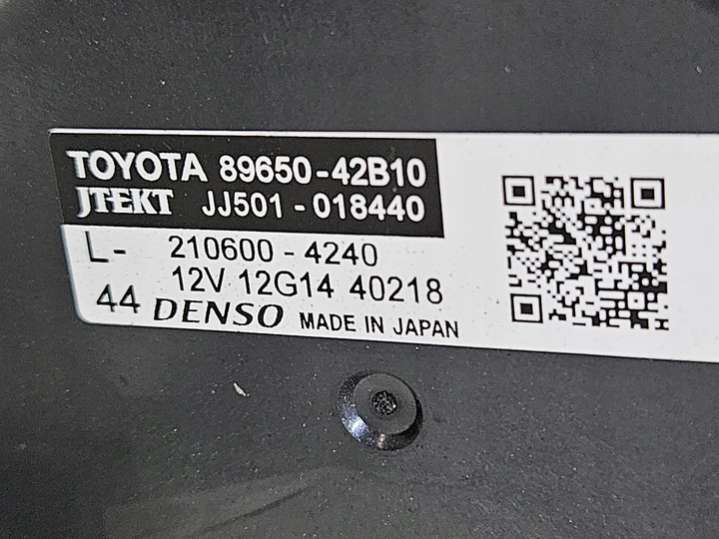 TOYOTA 89650-42B10
JTEKT JJ501-018440
L- 210600-4240
12V 12G14 40218
44 DENSO MADE IN JAPAN